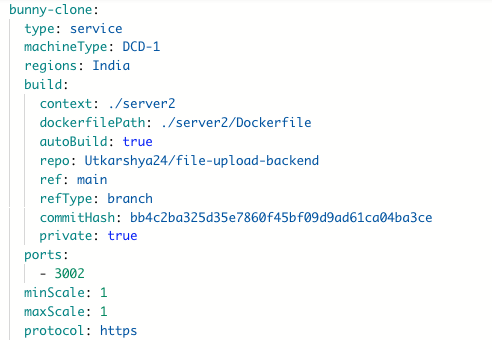 bunny-clone:
  type: service
  machineType: DCD-1
  regions: India
  build:
    context: ./server2
    dockerfilePath: ./server2/Dockerfile
    autoBuild: true
    repo: Utkarshya24/file-upload-backend
    ref: main
    refType: branch
    commitHash: bb4c2ba325d35e7860f45bf09d9ad61ca04ba3ce
    private: true
  ports:
    - 3002
  minScale: 1
  maxScale: 1
  protocol: https